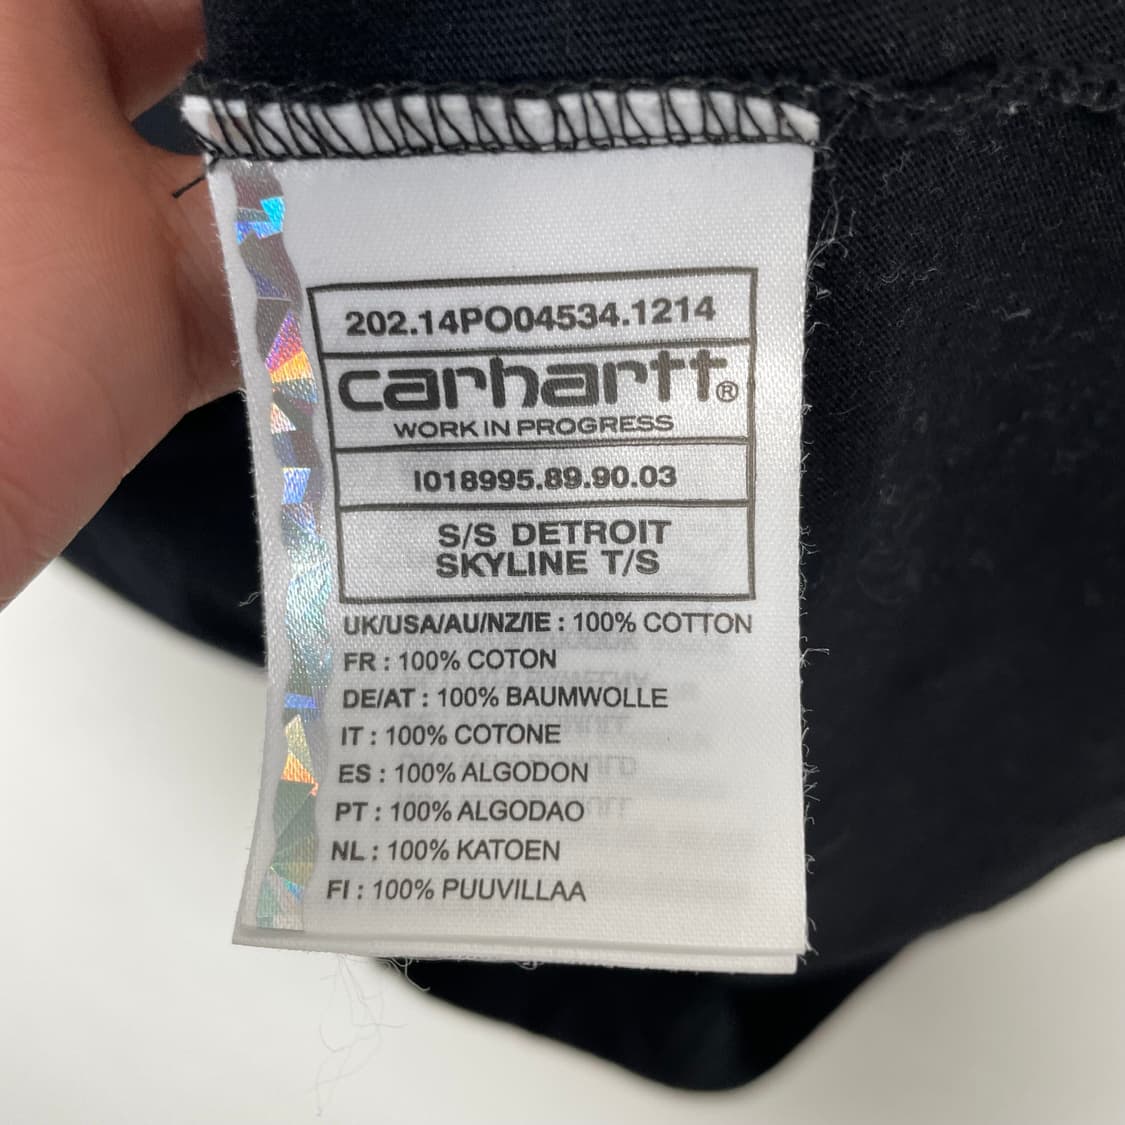 202.14PO04534.1214
carhartt®
WORK IN PROGRESS
I018995.89.90.03
S/S DETROIT
SKYLINE T/S
UK/USA/AU/NZ/IE : 100% COTTON
FR : 100% COTON
DE/AT : 100% BAUMWOLLE
IT : 100% COTONE
ES : 100% ALGODON
PT : 100% ALGODAO
NL : 100% KATOEN
FI : 100% PUUVILLAA